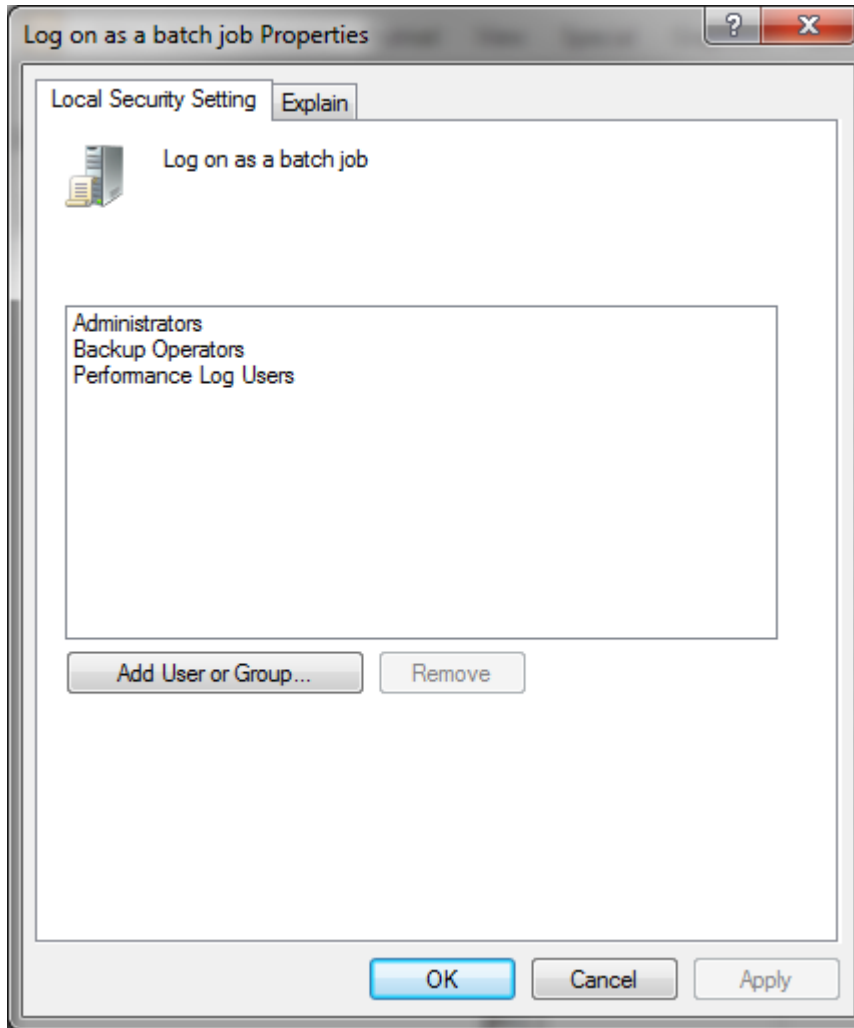 Log on as a batch job Properties
Local Security Setting
Explain
Log on as a batch job
Administrators
Backup Operators
Performance Log Users
Add User or Group...
Remove
OK
Cancel
Apply